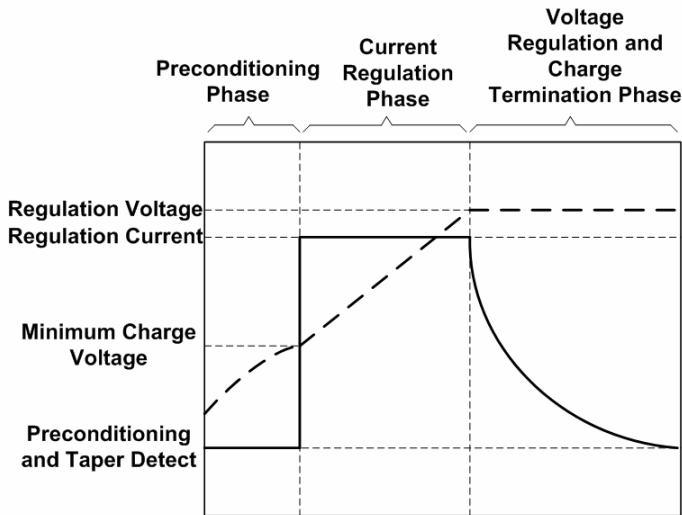 Preconditioning
Phase
Current
Regulation
Phase
Voltage
Regulation and
Charge
Termination Phase
Regulation Voltage
Regulation Current
Minimum Charge
Voltage
Preconditioning
and Taper Detect